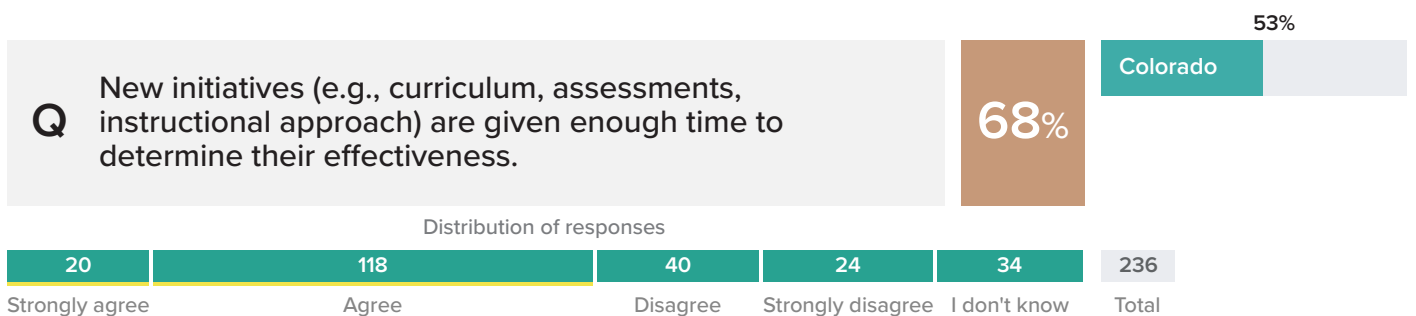 53%
Q
New initiatives (e.g., curriculum, assessments,
instructional approach) are given enough time to
determine their effectiveness.
68%
Colorado
Distribution of responses
20 118 40 24 34 236
Strongly agree Agree Disagree Strongly disagree I don't know Total